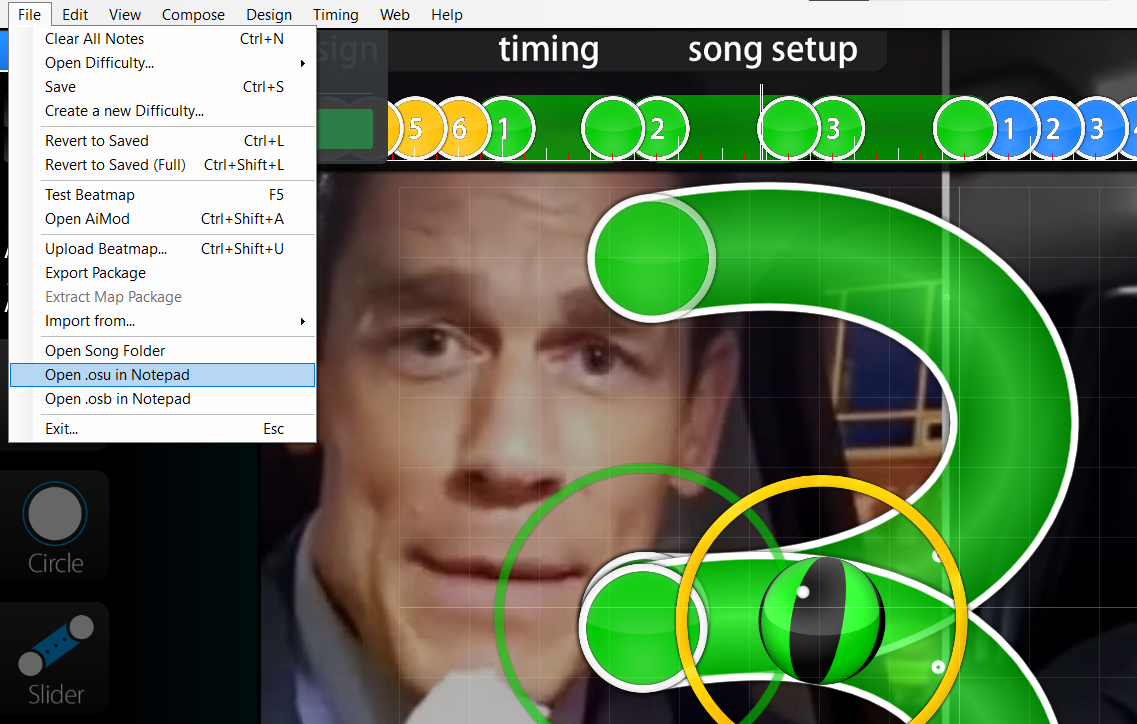 File Edit View Compose Design Timing Web Help
Clear All Notes Ctrl+N
Open Difficulty...
Save Ctrl+S
Create a new Difficulty...
Revert to Saved Ctrl+L
Revert to Saved (Full) Ctrl+Shift+L
Test Beatmap F5
Open AiMod Ctrl+Shift+A
Upload Beatmap... Ctrl+Shift+U
Export Package
Extract Map Package
Import from...
Open Song Folder
Open .osu in Notepad
Open .osb in Notepad
Exit... Esc
sign timing song setup
5 6 1 2 3 1 2 3 4
Circle
Slider